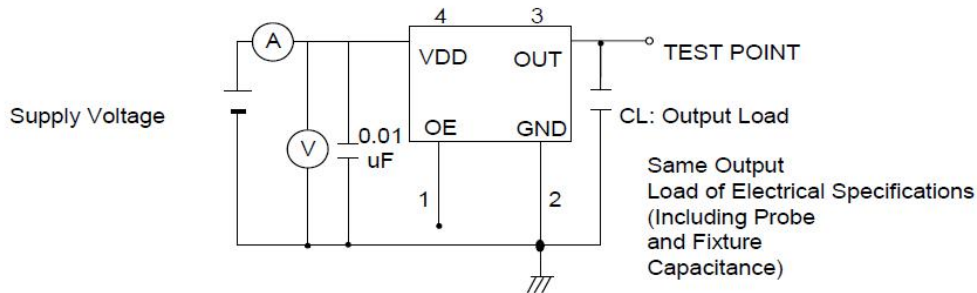 4
3
A
VDD
OUT
TEST POINT
Supply Voltage
CL: Output Load
V
0.01
uF
OE
GND
1
2
Same Output
Load of Electrical Specifications
(Including Probe
and Fixture
Capacitance)